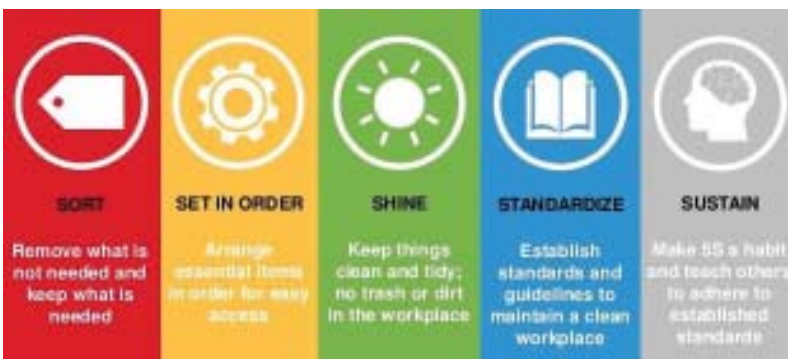 SORT
Remove what is
not needed and
keep what is
needed
SET IN ORDER
Arrange
essential items
in order for easy
access
SHINE
Keep things
clean and tidy;
no trash or dirt
in the workplace
STANDARDIZE
Establish
standards and
guidelines to
maintain a clean
workplace
SUSTAIN
Make 5S a habit
and teach others
to adhere to
established
standards